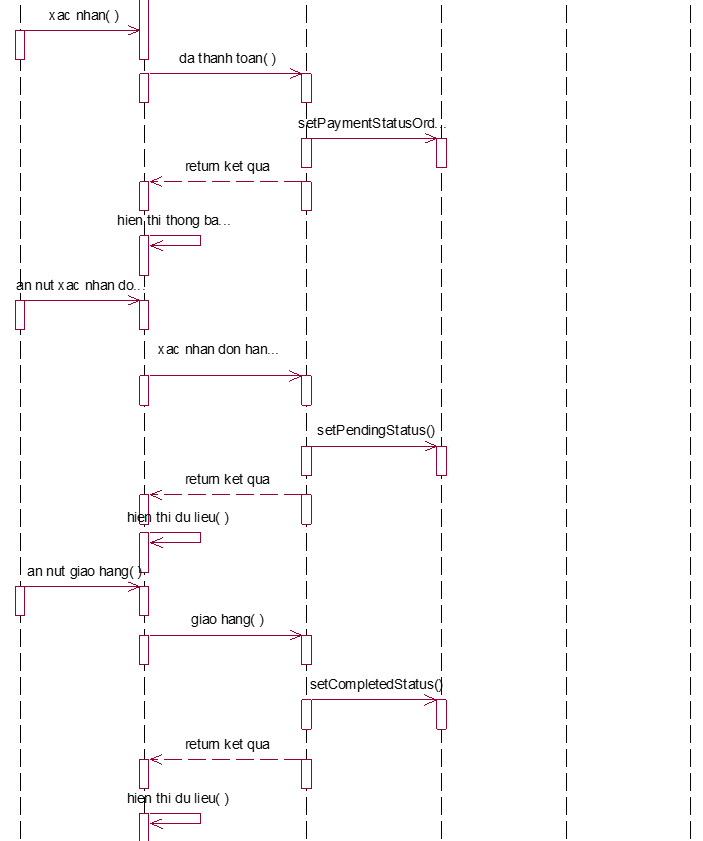 xac nhan( )
da thanh toan( )
setPaymentStatusOrd...
return ket qua
hien thi thong ba...
an nut xac nhan do...
xac nhan don han...
setPendingStatus()
return ket qua
hien thi du lieu( )
an nut giao hang( )
giao hang( )
setCompletedStatus()
return ket qua
hien thi du lieu( )